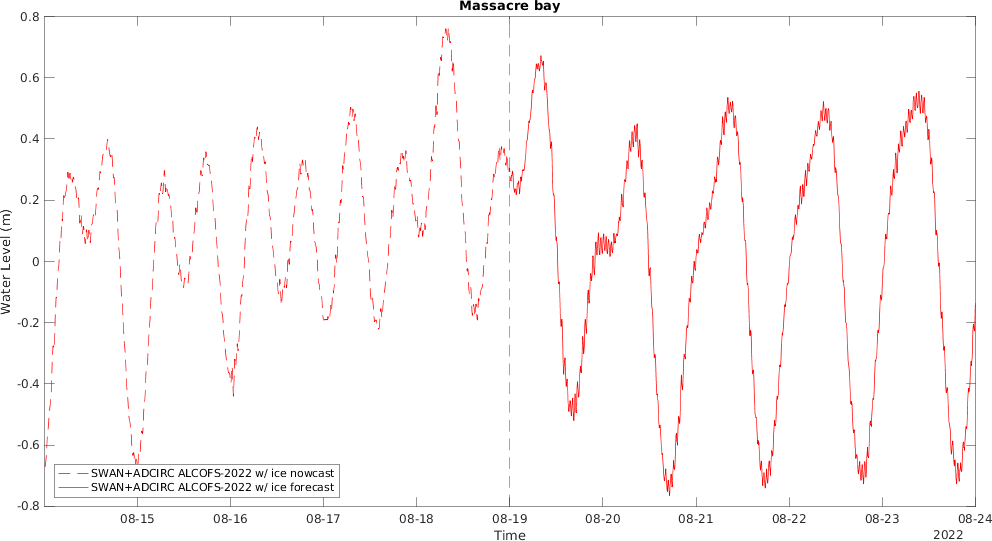 Massacre bay
0.8
0.6
0.4
0.2
0
-0.2
-0.4
-0.6
-0.8
Water Level (m)
SWAN+ADCIRC ALCOFS-2022 w/ ice nowcast
SWAN+ADCIRC ALCOFS-2022 w/ ice forecast
08-15 08-16 08-17 08-18 08-19 08-20 08-21 08-22 08-23 08-24
Time
2022